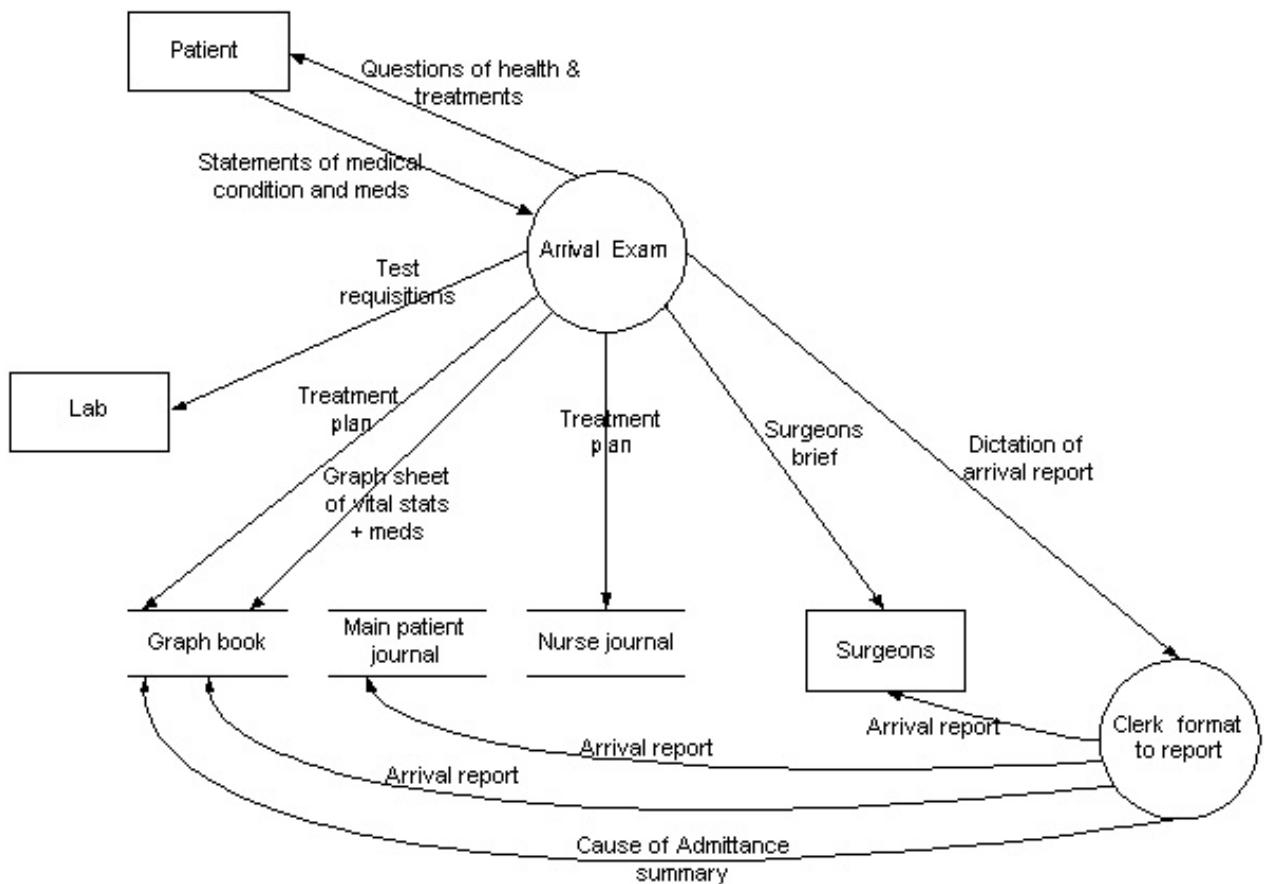 Patient
Questions of health &
treatments
Statements of medical
condition and meds
Arrival Exam
Test
requisitions
Lab
Treatment
plan
Graph sheet
of vital stats
+ meds
Treatment
plan
Surgeons
brief
Dictation of
arrival report
Graph book
Main patient
journal
Nurse journal
Surgeons
Clerk format
to report
Arrival report
Arrival report
Arrival report
Cause of Admittance
summary